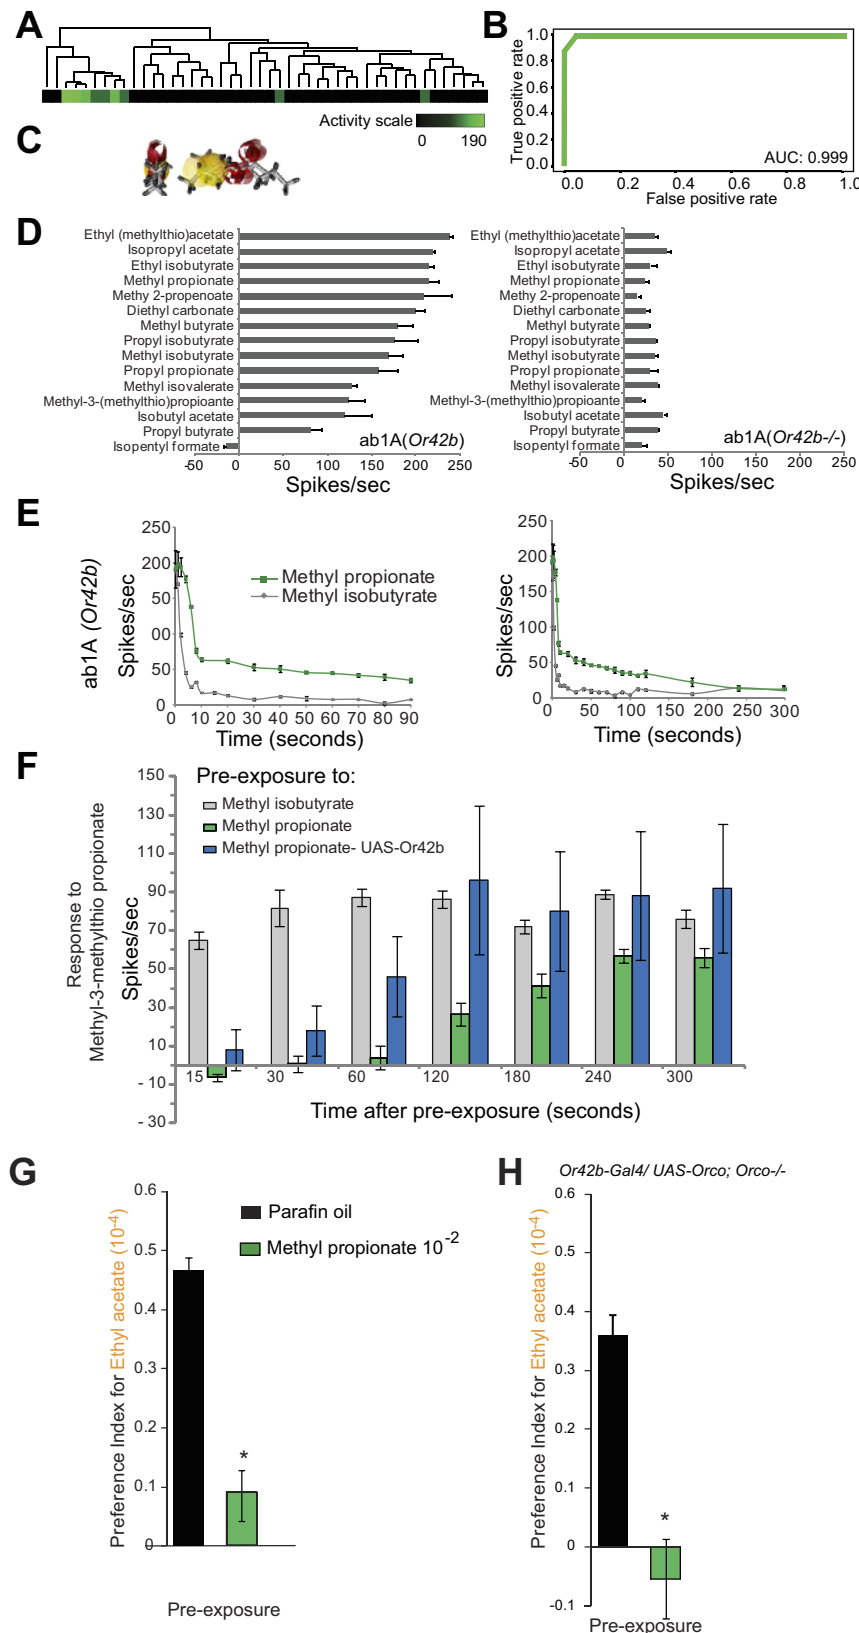 A
Activity scale
0 190
B
True positive rate
1.0
0.8
0.6
0.4
0.2
0.0
AUC: 0.999
0.0 0.2 0.4 0.6 0.8 1.0
False positive rate
C
D
Ethyl (methylthio)acetate
Isopropyl acetate
Ethyl isobutyrate
Methyl propionate
Methy 2-propenoate
Diethyl carbonate
Methyl butyrate
Propyl isobutyrate
Methyl isobutyrate
Propyl propionate
Methyl isovalerate
Methyl-3-(methylthio)propioante
Isobutyl acetate
Propyl butyrate
Isopentyl formate
ab1A(Or42b)
-50 0 50 100 150 200 250
Spikes/sec
Ethyl (methylthio)acetate
Isopropyl acetate
Ethyl isobutyrate
Methyl propionate
Methy 2-propenoate
Diethyl carbonate
Methyl butyrate
Propyl isobutyrate
Methyl isobutyrate
Propyl propionate
Methyl isovalerate
Methyl-3-(methylthio)propioante
Isobutyl acetate
Propyl butyrate
Isopentyl formate
ab1A(Or42b-/-)
-50 0 50 100 150 200 250
Spikes/sec
E
ab1A (Or42b)
Spikes/sec
250
200
50
00
50
0
Methyl propionate
Methyl isobutyrate
0 10 20 30 40 50 60 70 80 90
Time (seconds)
Spikes/sec
250
200
150
100
50
0
0 50 100 150 200 250 300
Time (seconds)
F
Response to
Methyl-3-methylthio propionate
Spikes/sec
150
130
110
90
70
50
30
10
- 10
- 30
Pre-exposure to:
Methyl isobutyrate
Methyl propionate
Methyl propionate- UAS-Or42b
15 30 60 120 180 240 300
Time after pre-exposure (seconds)
G
Preference Index for Ethyl acetate (10-4)
0.6
0.5
0.4
0.3
0.2
0.1
0
Parafin oil
Methyl propionate 10-2
*
Pre-exposure
H
Or42b-Gal4/ UAS-Orco; Orco-/-
Preference Index for Ethyl acetate (10-4)
0.6
0.5
0.4
0.3
0.2
0.1
0
-0.1
*
Pre-exposure